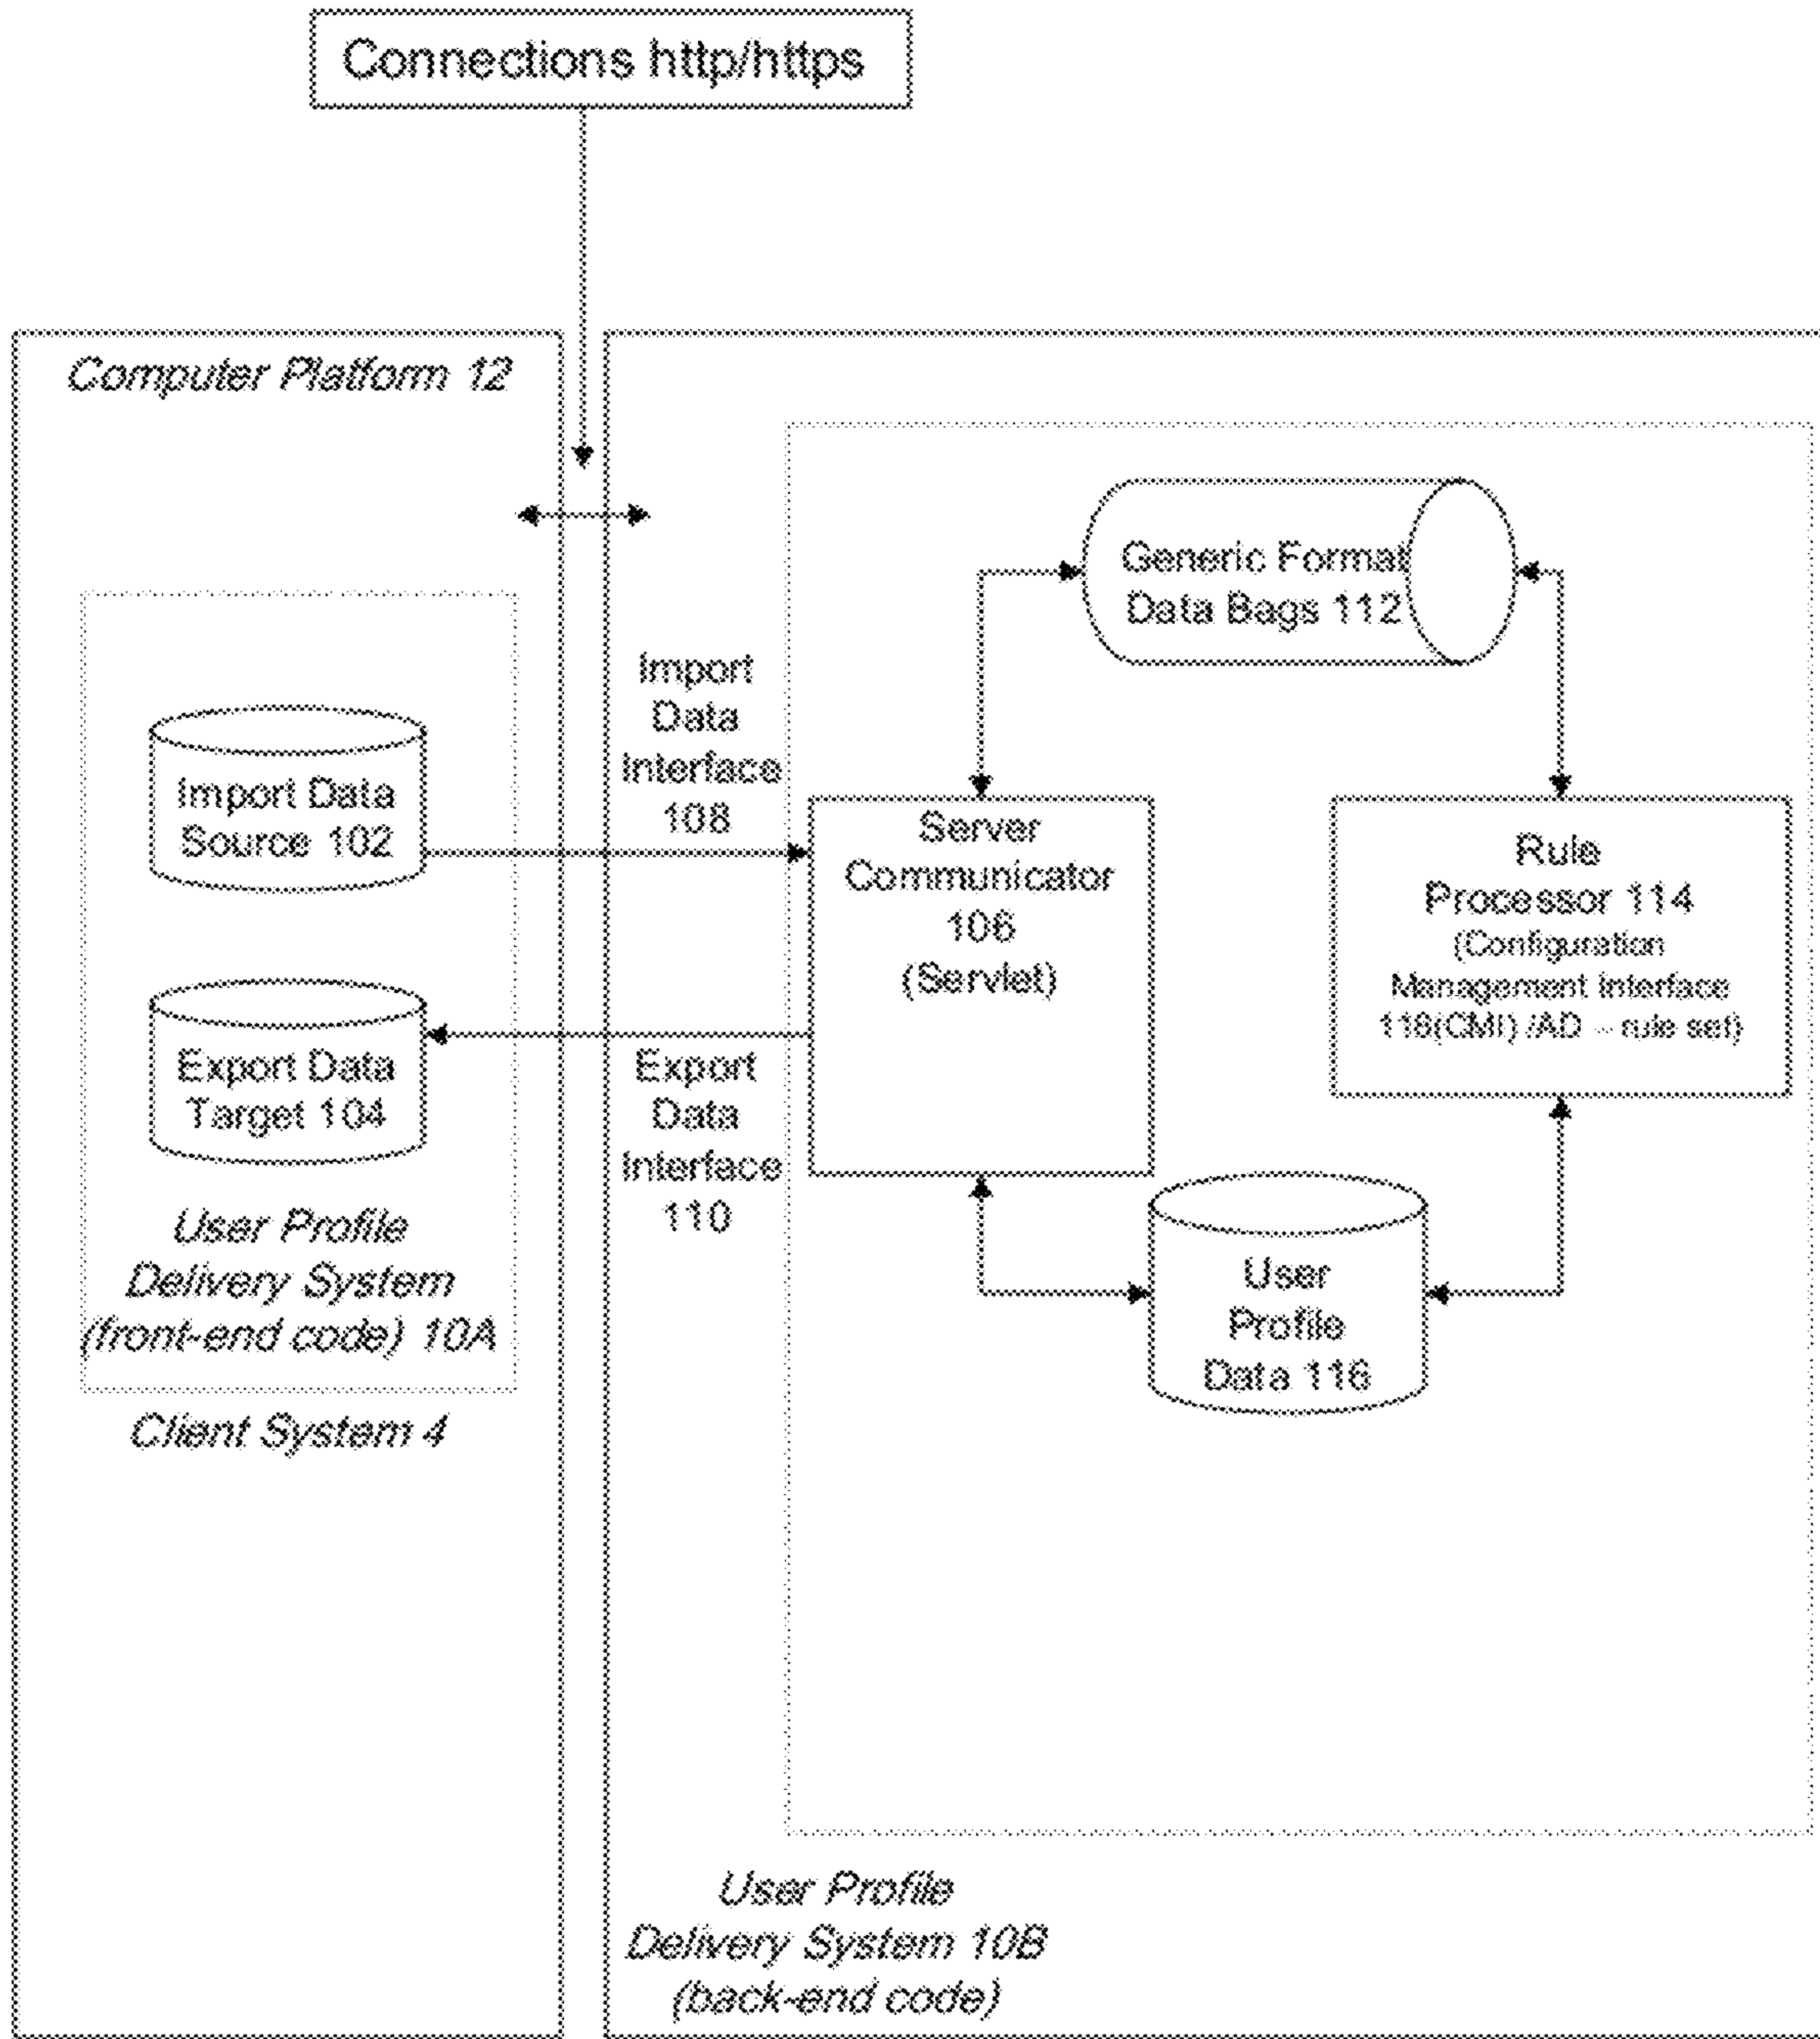 Connections http/https
Computer Platform 12
Import Data
Source 102
Export Data
Target 104
User Profile
Delivery System
(front-end code) 10A
Client System 4
Import
Data
Interface
108
Export
Data
Interface
110
Generic Format
Data Bags 112
Server
Communicator
106
(Servlet)
Rule
Processor 114
(Configuration
Management Interface
118(CMI) /AD – rule set)
User
Profile
Data 116
User Profile
Delivery System 10B
(back-end code)